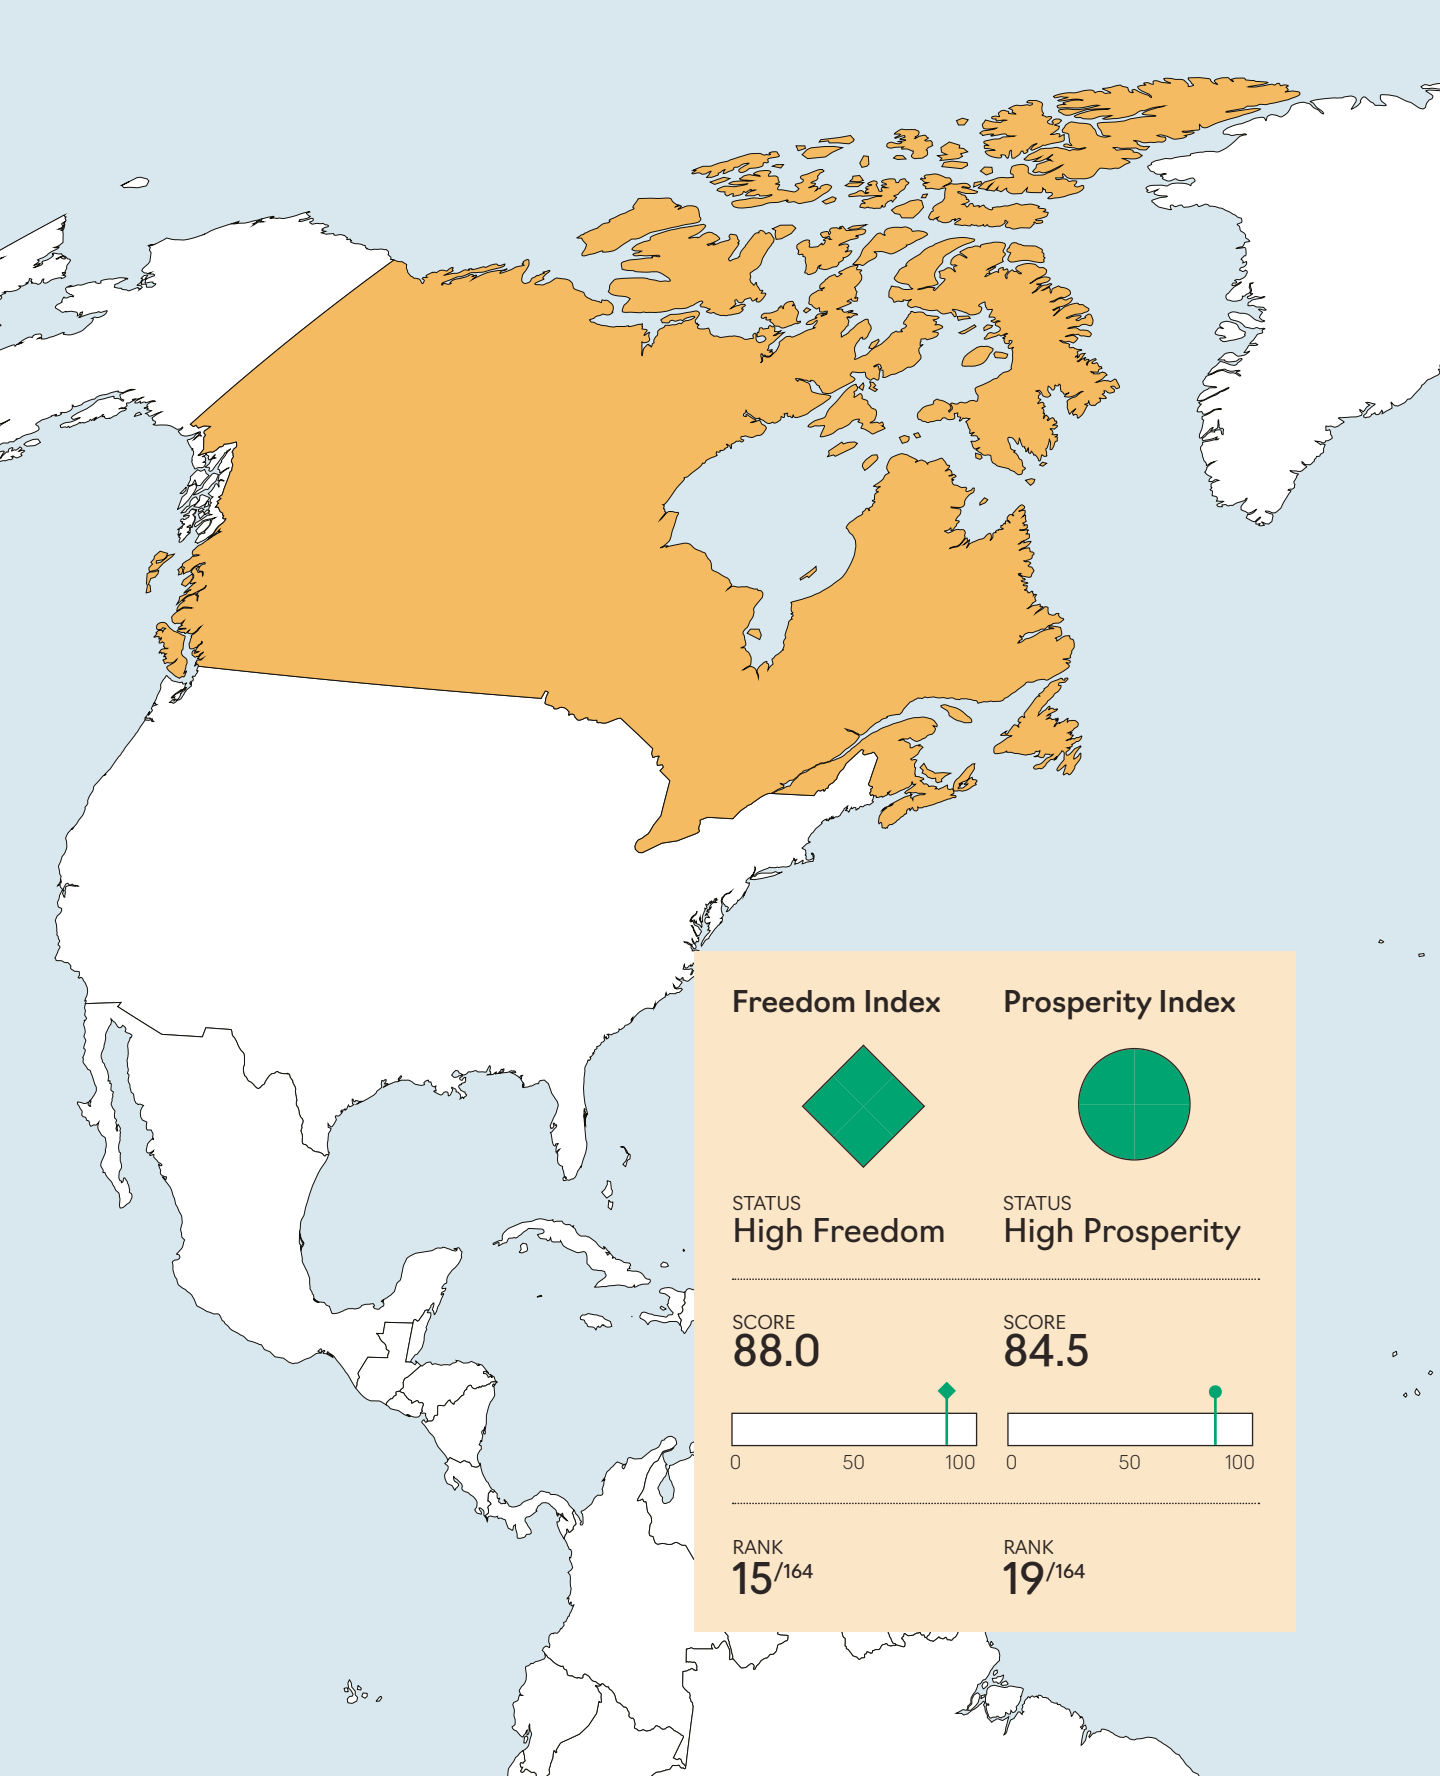 Freedom Index
Prosperity Index
STATUS
High Freedom
STATUS
High Prosperity
SCORE
88.0
SCORE
84.5
0 50 100
0 50 100
RANK
15/164
RANK
19/164